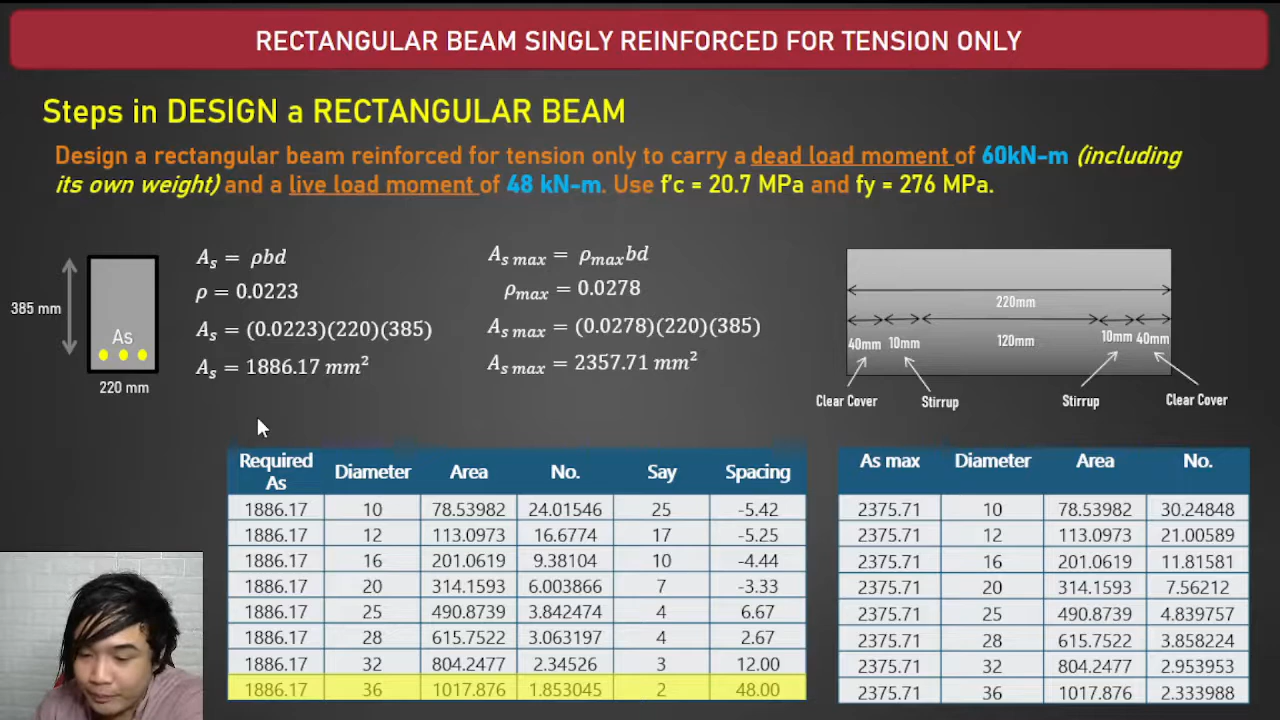 RECTANGULAR BEAM SINGLY REINFORCED FOR TENSION ONLY
Steps in DESIGN a RECTANGULAR BEAM
Design a rectangular beam reinforced for tension only to carry a dead load moment of 60kN-m (including
its own weight) and a live load moment of 48 kN-m. Use f'c = 20.7 MPa and fy = 276 MPa.
385 mm
As
220 mm
As = ρbd
ρ = 0.0223
As = (0.0223)(220)(385)
As = 1886.17 mm²
As max = ρmaxbd
ρmax = 0.0278
As max = (0.0278)(220)(385)
As max = 2357.71 mm²
220mm
40mm 10mm 120mm 10mm 40mm
Clear Cover Stirrup Stirrup Clear Cover
Required As Diameter Area No. Say Spacing
1886.17 10 78.53982 24.01546 25 -5.42
1886.17 12 113.0973 16.6774 17 -5.25
1886.17 16 201.0619 9.38104 10 -4.44
1886.17 20 314.1593 6.003866 7 -3.33
1886.17 25 490.8739 3.842474 4 6.67
1886.17 28 615.7522 3.063197 4 2.67
1886.17 32 804.2477 2.34526 3 12.00
1886.17 36 1017.876 1.853045 2 48.00
As max Diameter Area No.
2375.71 10 78.53982 30.24848
2375.71 12 113.0973 21.00589
2375.71 16 201.0619 11.81581
2375.71 20 314.1593 7.56212
2375.71 25 490.8739 4.839757
2375.71 28 615.7522 3.858224
2375.71 32 804.2477 2.953953
2375.71 36 1017.876 2.333988